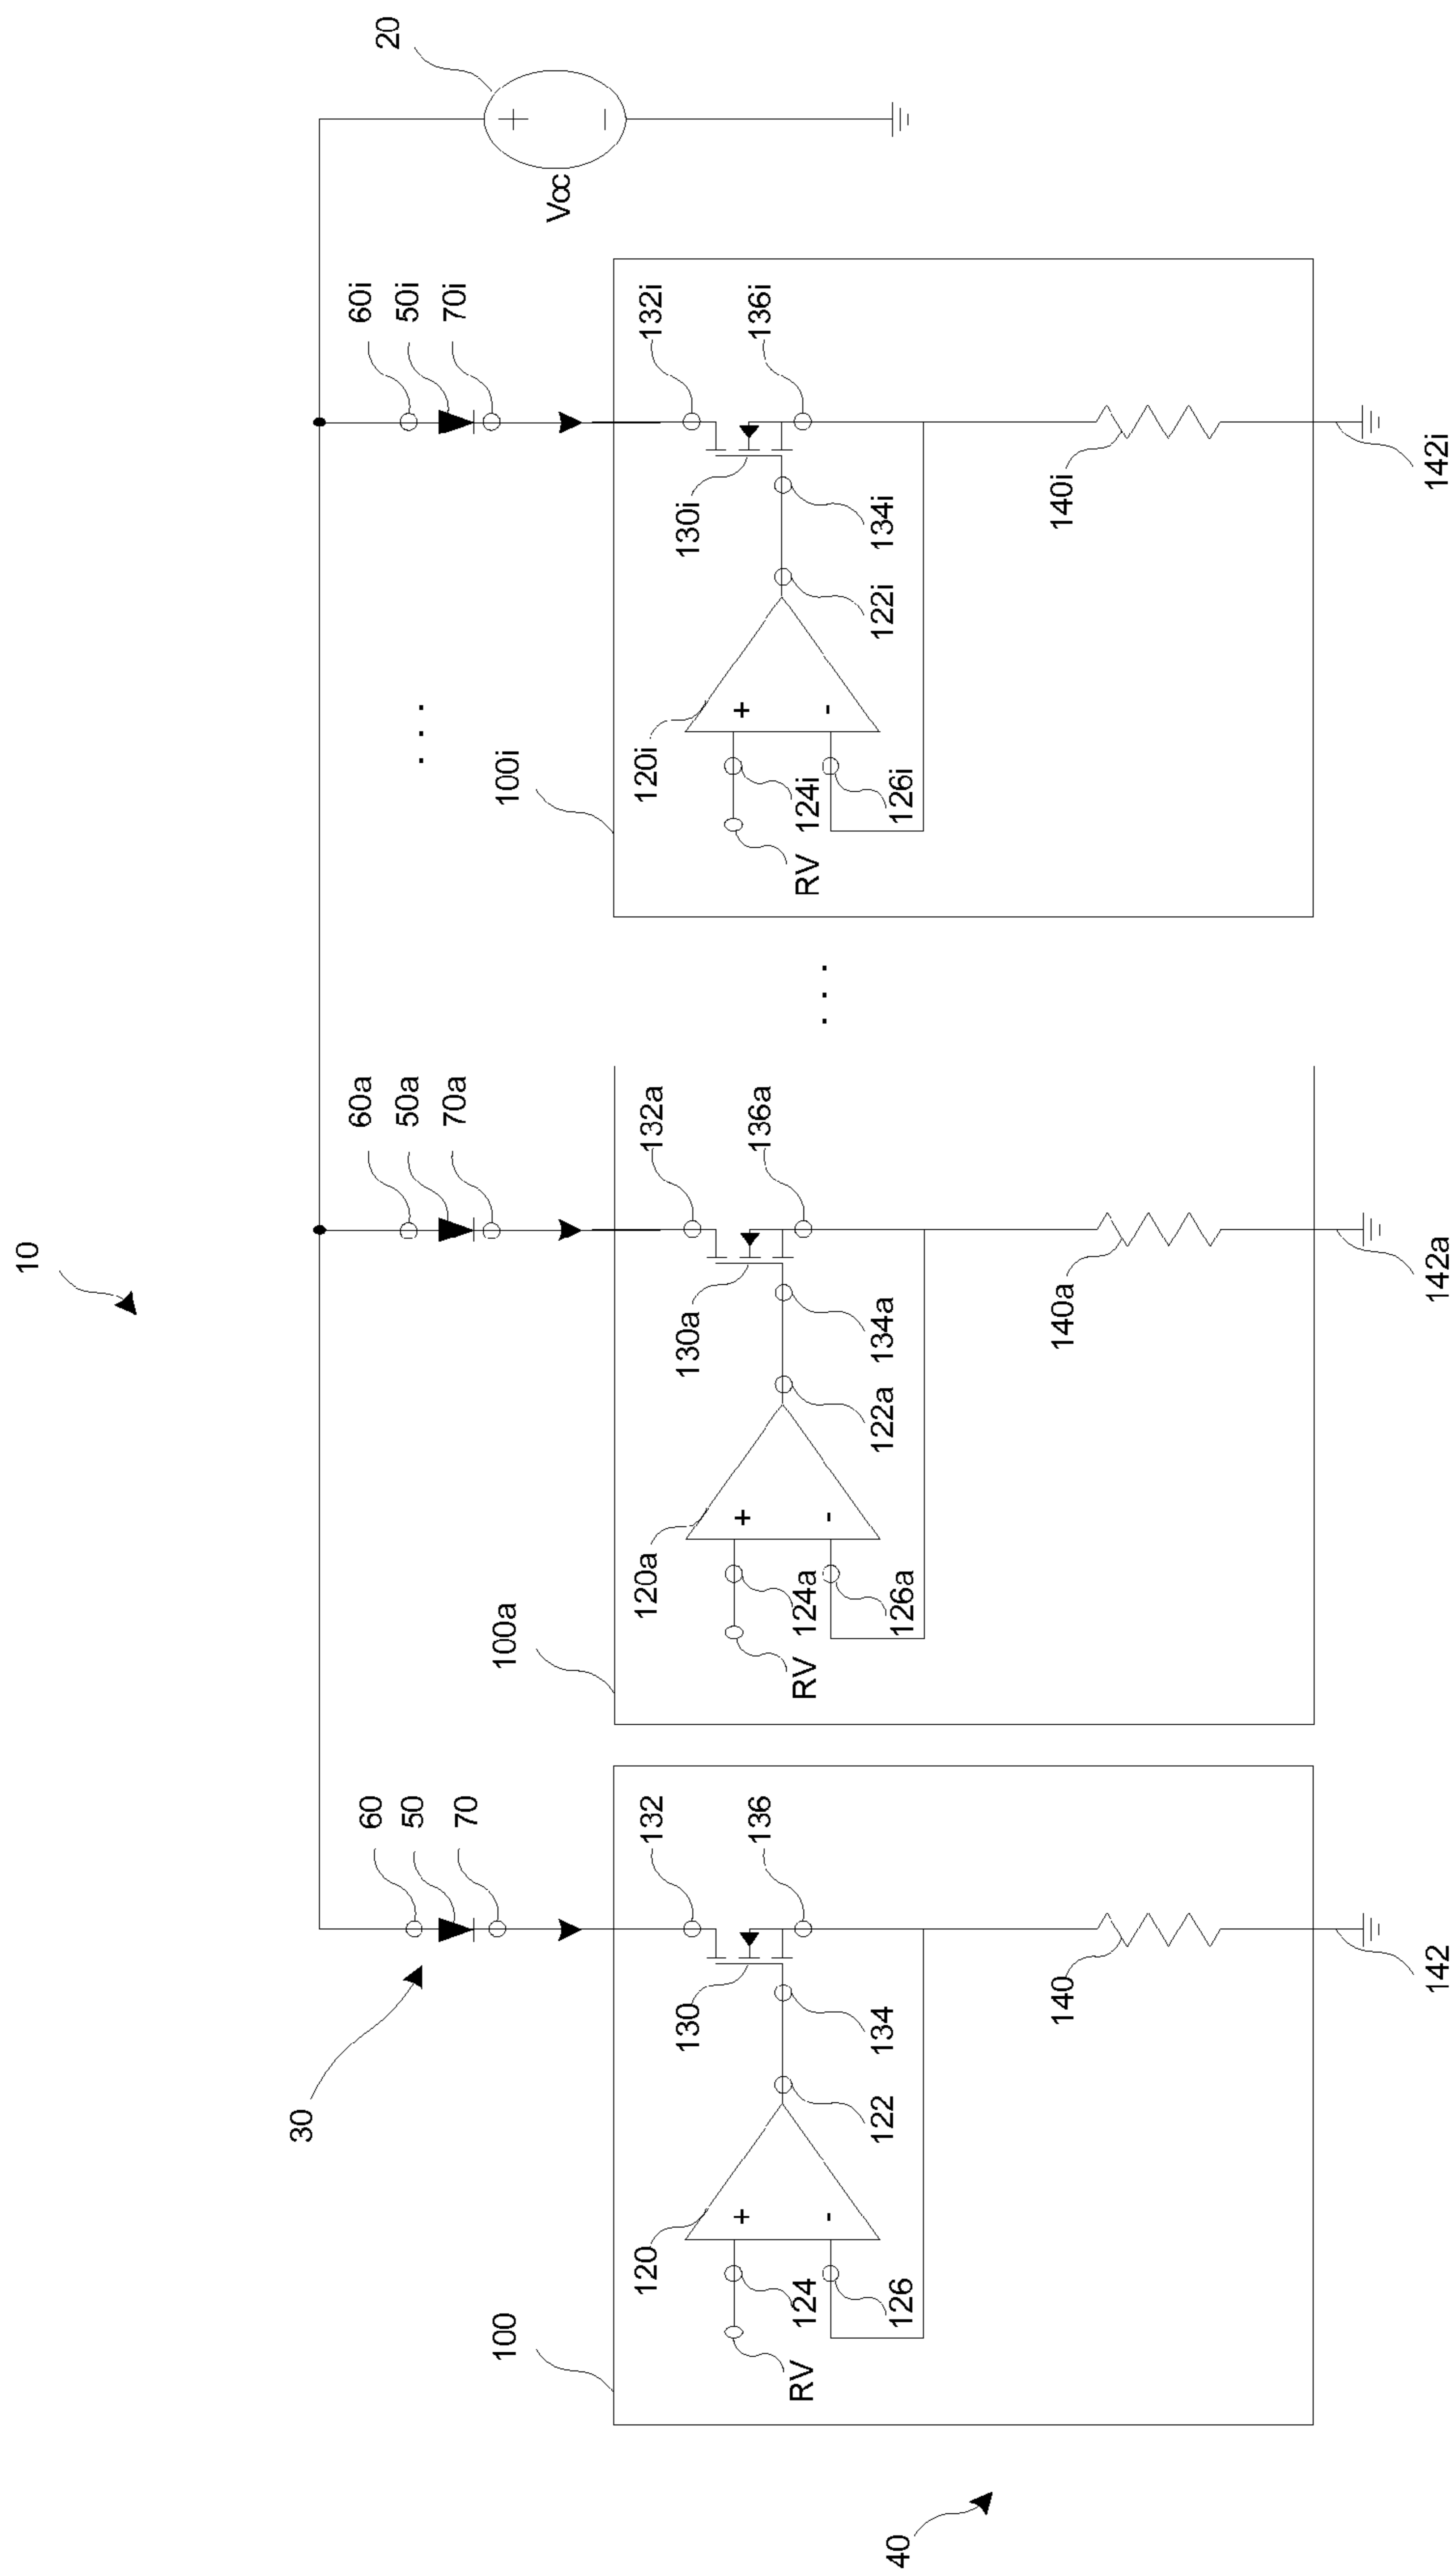 10
30
40
20
Vcc
60
50
70
60a
50a
70a
60i
50i
70i
. . .
100
100a
100i
120
+
-
124
126
RV
122
130
132
134
136
140
142
120a
+
-
124a
126a
RV
122a
130a
132a
134a
136a
140a
142a
. . .
120i
+
-
124i
126i
RV
122i
130i
132i
134i
136i
140i
142i
+
−